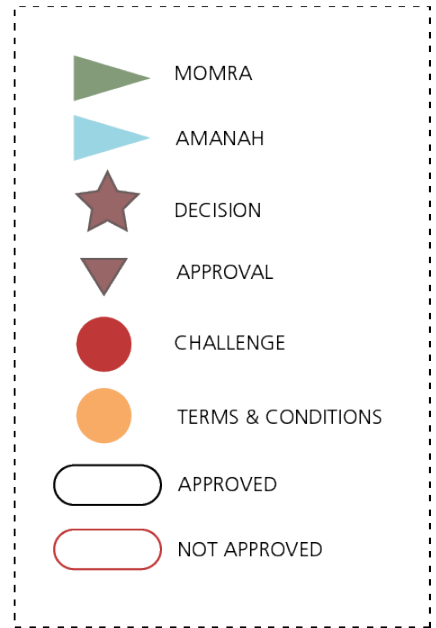 MOMRA
AMANAH
DECISION
APPROVAL
CHALLENGE
TERMS & CONDITIONS
APPROVED
NOT APPROVED